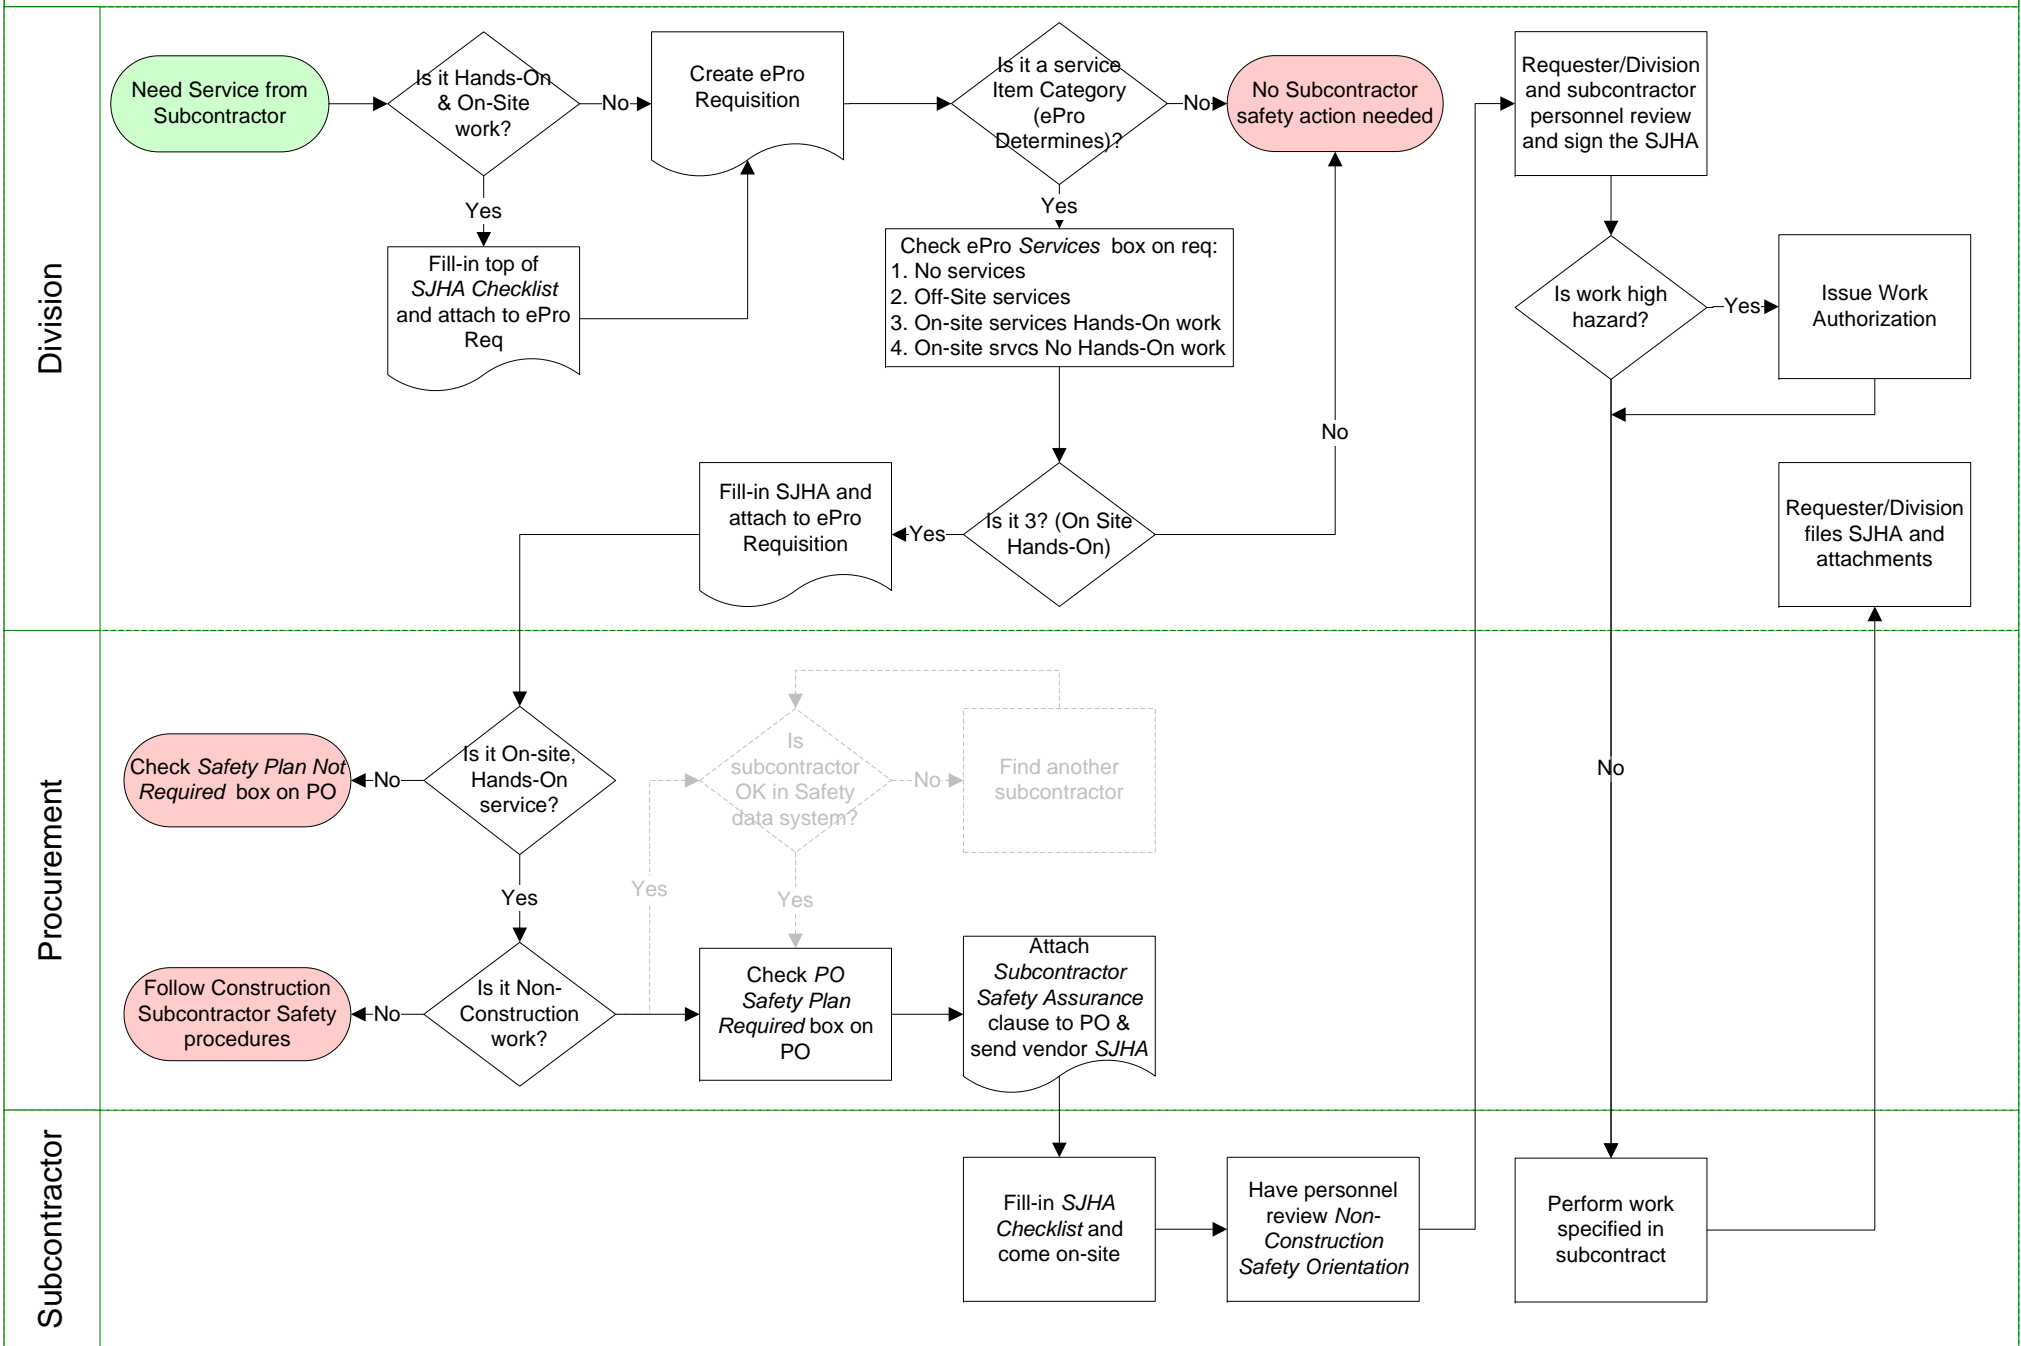 Division
Need Service from
Subcontractor
Is it Hands-On
& On-Site
work?
No
Yes
Fill-in top of
SJHA Checklist
and attach to ePro
Req
Create ePro
Requisition
Is it a service
Item Category
(ePro
Determines)?
No
Yes
No Subcontractor
safety action needed
Check ePro Services box on req:
1. No services
2. Off-Site services
3. On-site services Hands-On work
4. On-site srvcs No Hands-On work
Is it 3? (On Site
Hands-On)
No
Yes
Fill-in SJHA and
attach to ePro
Requisition
Requester/Division
and subcontractor
personnel review
and sign the SJHA
Is work high
hazard?
Yes
Issue Work
Authorization
No
Requester/Division
files SJHA and
attachments
Procurement
Is it On-site,
Hands-On
service?
No
Check Safety Plan Not
Required box on PO
Yes
Is it Non-
Construction
work?
No
Follow Construction
Subcontractor Safety
procedures
Yes
Is
subcontractor
OK in Safety
data system?
No
Find another
subcontractor
Yes
Check PO
Safety Plan
Required box on
PO
Attach
Subcontractor
Safety Assurance
clause to PO &
send vendor SJHA
Subcontractor
Fill-in SJHA
Checklist and
come on-site
Have personnel
review Non-
Construction
Safety Orientation
Perform work
specified in
subcontract